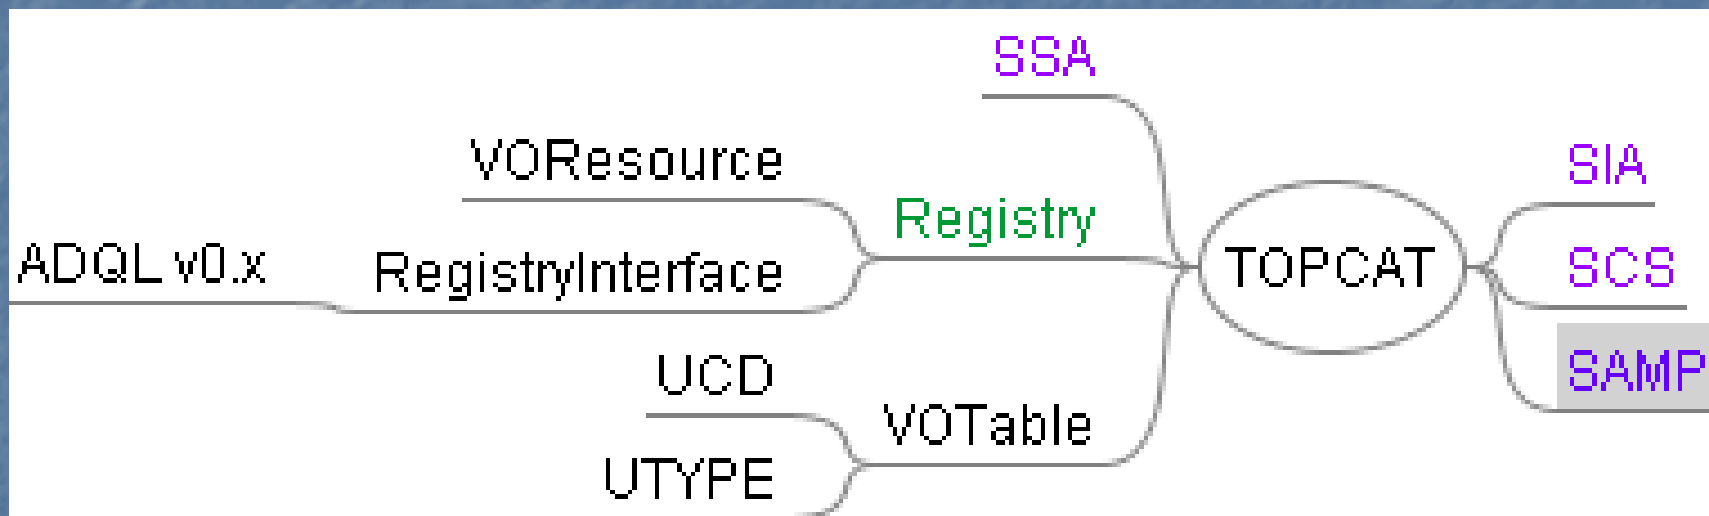 SSA
VOResource
SIA
Registry
ADQL v0.x
RegistryInterface
TOPCAT
SCS
UCD
SAMP
VOTable
UTYPE